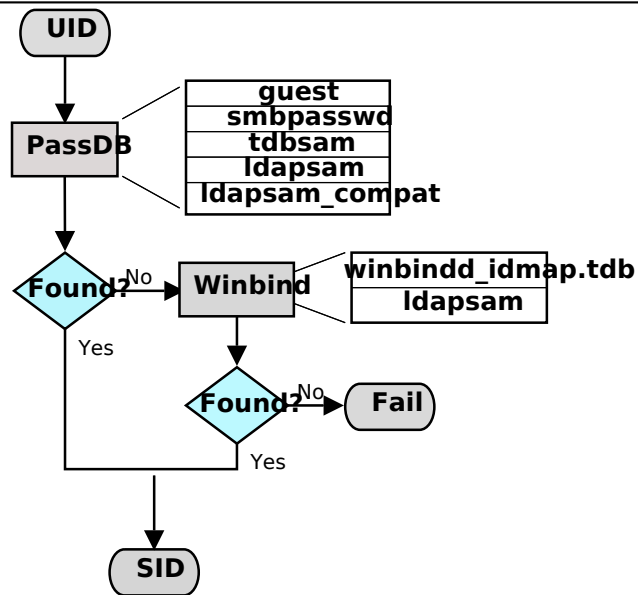 UID
guest
smbpasswd
PassDB
tdbsam
ldapsam
ldapsam_compat
winbindd_idmap.tdb
Found?
No
Winbind
ldapsam
Yes
Found?
No
Fail
Yes
SID